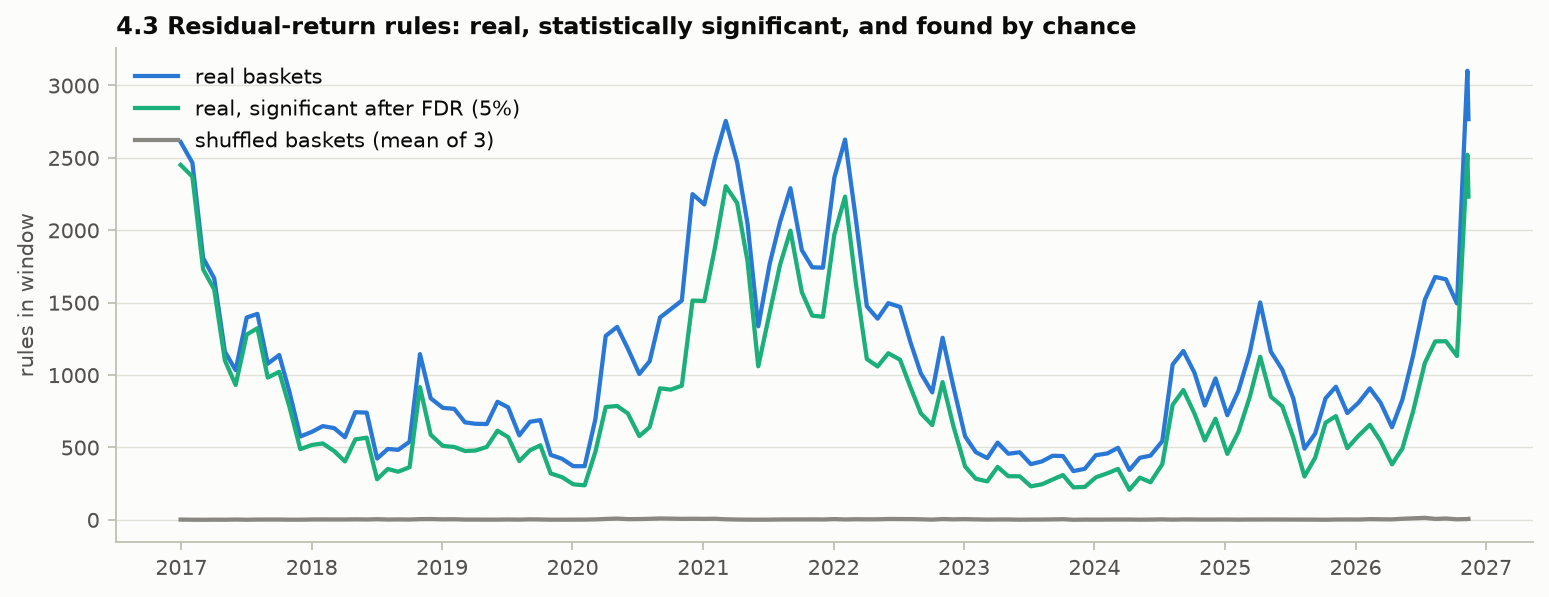 4.3 Residual-return rules: real, statistically significant, and found by chance
real baskets
real, significant after FDR (5%)
shuffled baskets (mean of 3)
rules in window
3000
2500
2000
1500
1000
500
0
2017 2018 2019 2020 2021 2022 2023 2024 2025 2026 2027